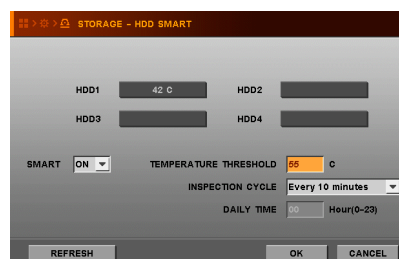 STORAGE - HDD SMART
HDD1 42 C HDD2
HDD3 HDD4
SMART ON TEMPERATURE THRESHOLD 55 C
INSPECTION CYCLE Every 10 minutes
DAILY TIME 00 Hour(0~23)
REFRESH OK CANCEL